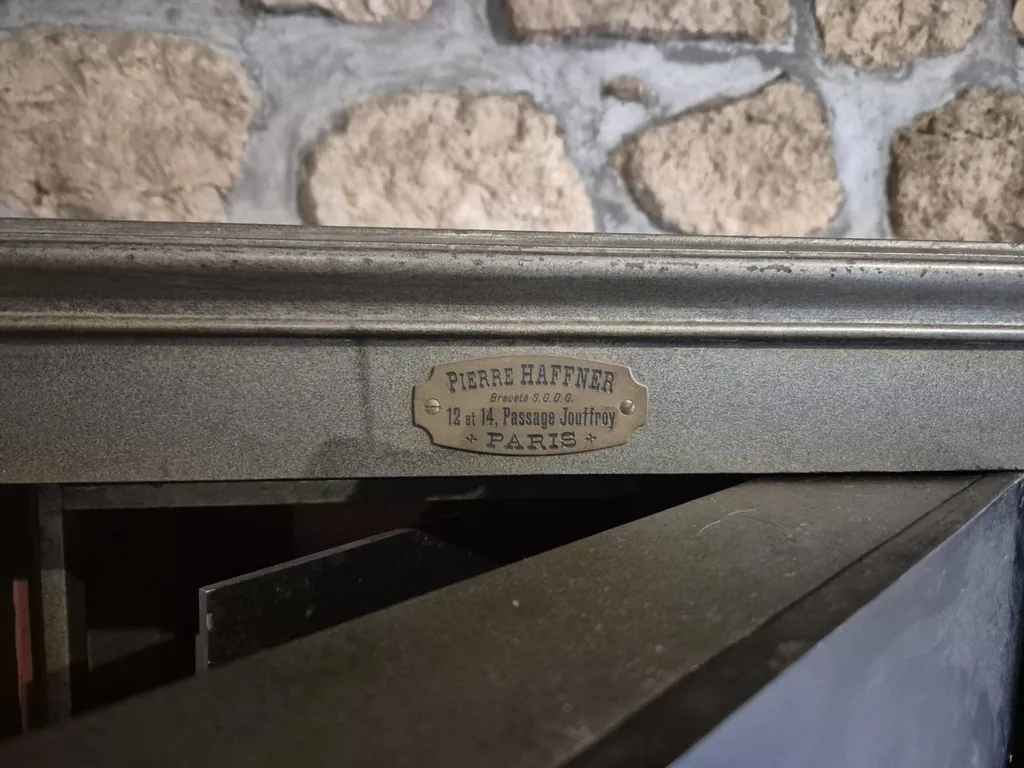 PIERRE HAFFNER
Breveté S.G.D.G.
12 et 14, Passage Jouffroy
PARIS